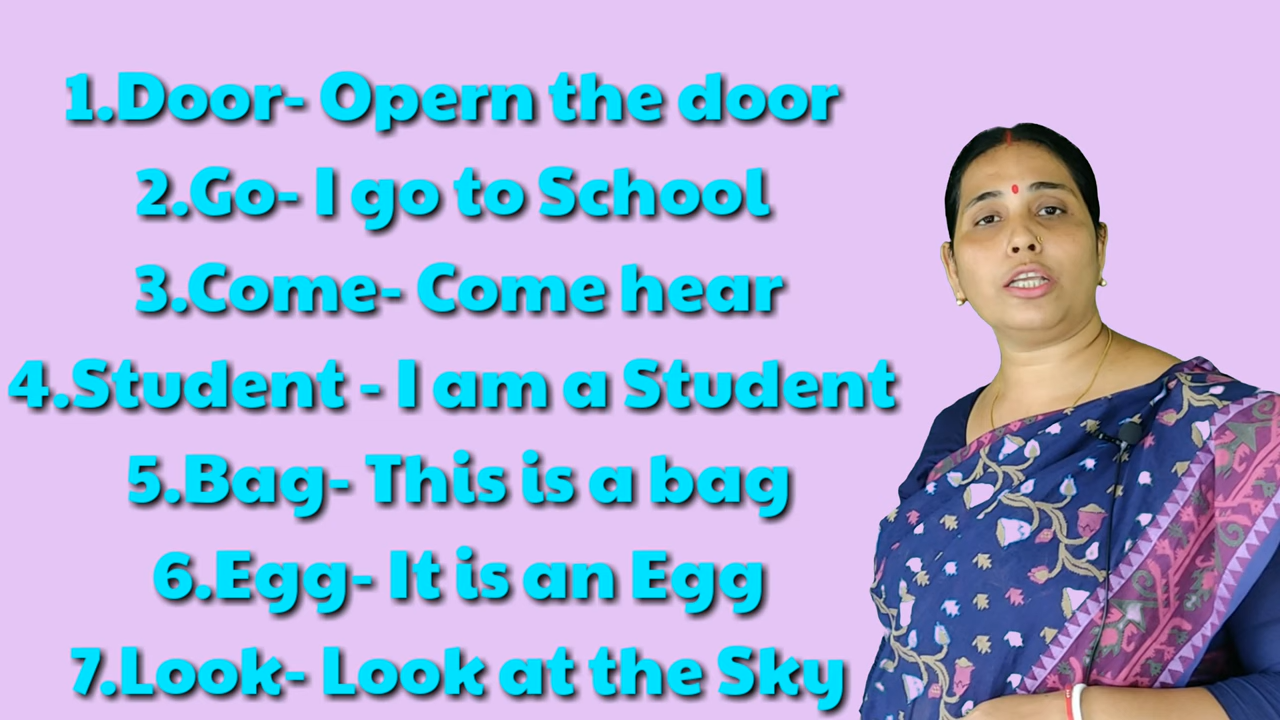 1.Door- Opern the door
2.Go- I go to School
3.Come- Come hear
4.Student - I am a Student
5.Bag- This is a bag
6.Egg- It is an Egg
7.Look- Look at the Sky